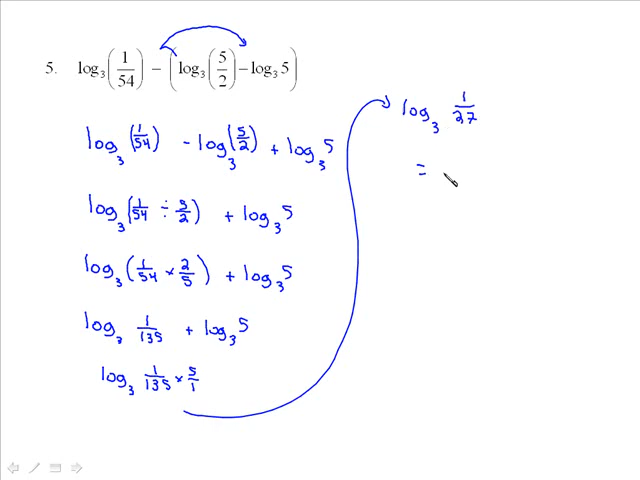 5. log₃(1/54) − (log₃(5/2) − log₃ 5)
log₃(1/54) - log₃(5/2) + log₃5
log₃(1/54 ÷ 5/2) + log₃5
log₃(1/54 × 2/5) + log₃5
log₃ 1/135 + log₃5
log₃ 1/135 × 5/1
log₃ 1/27
=